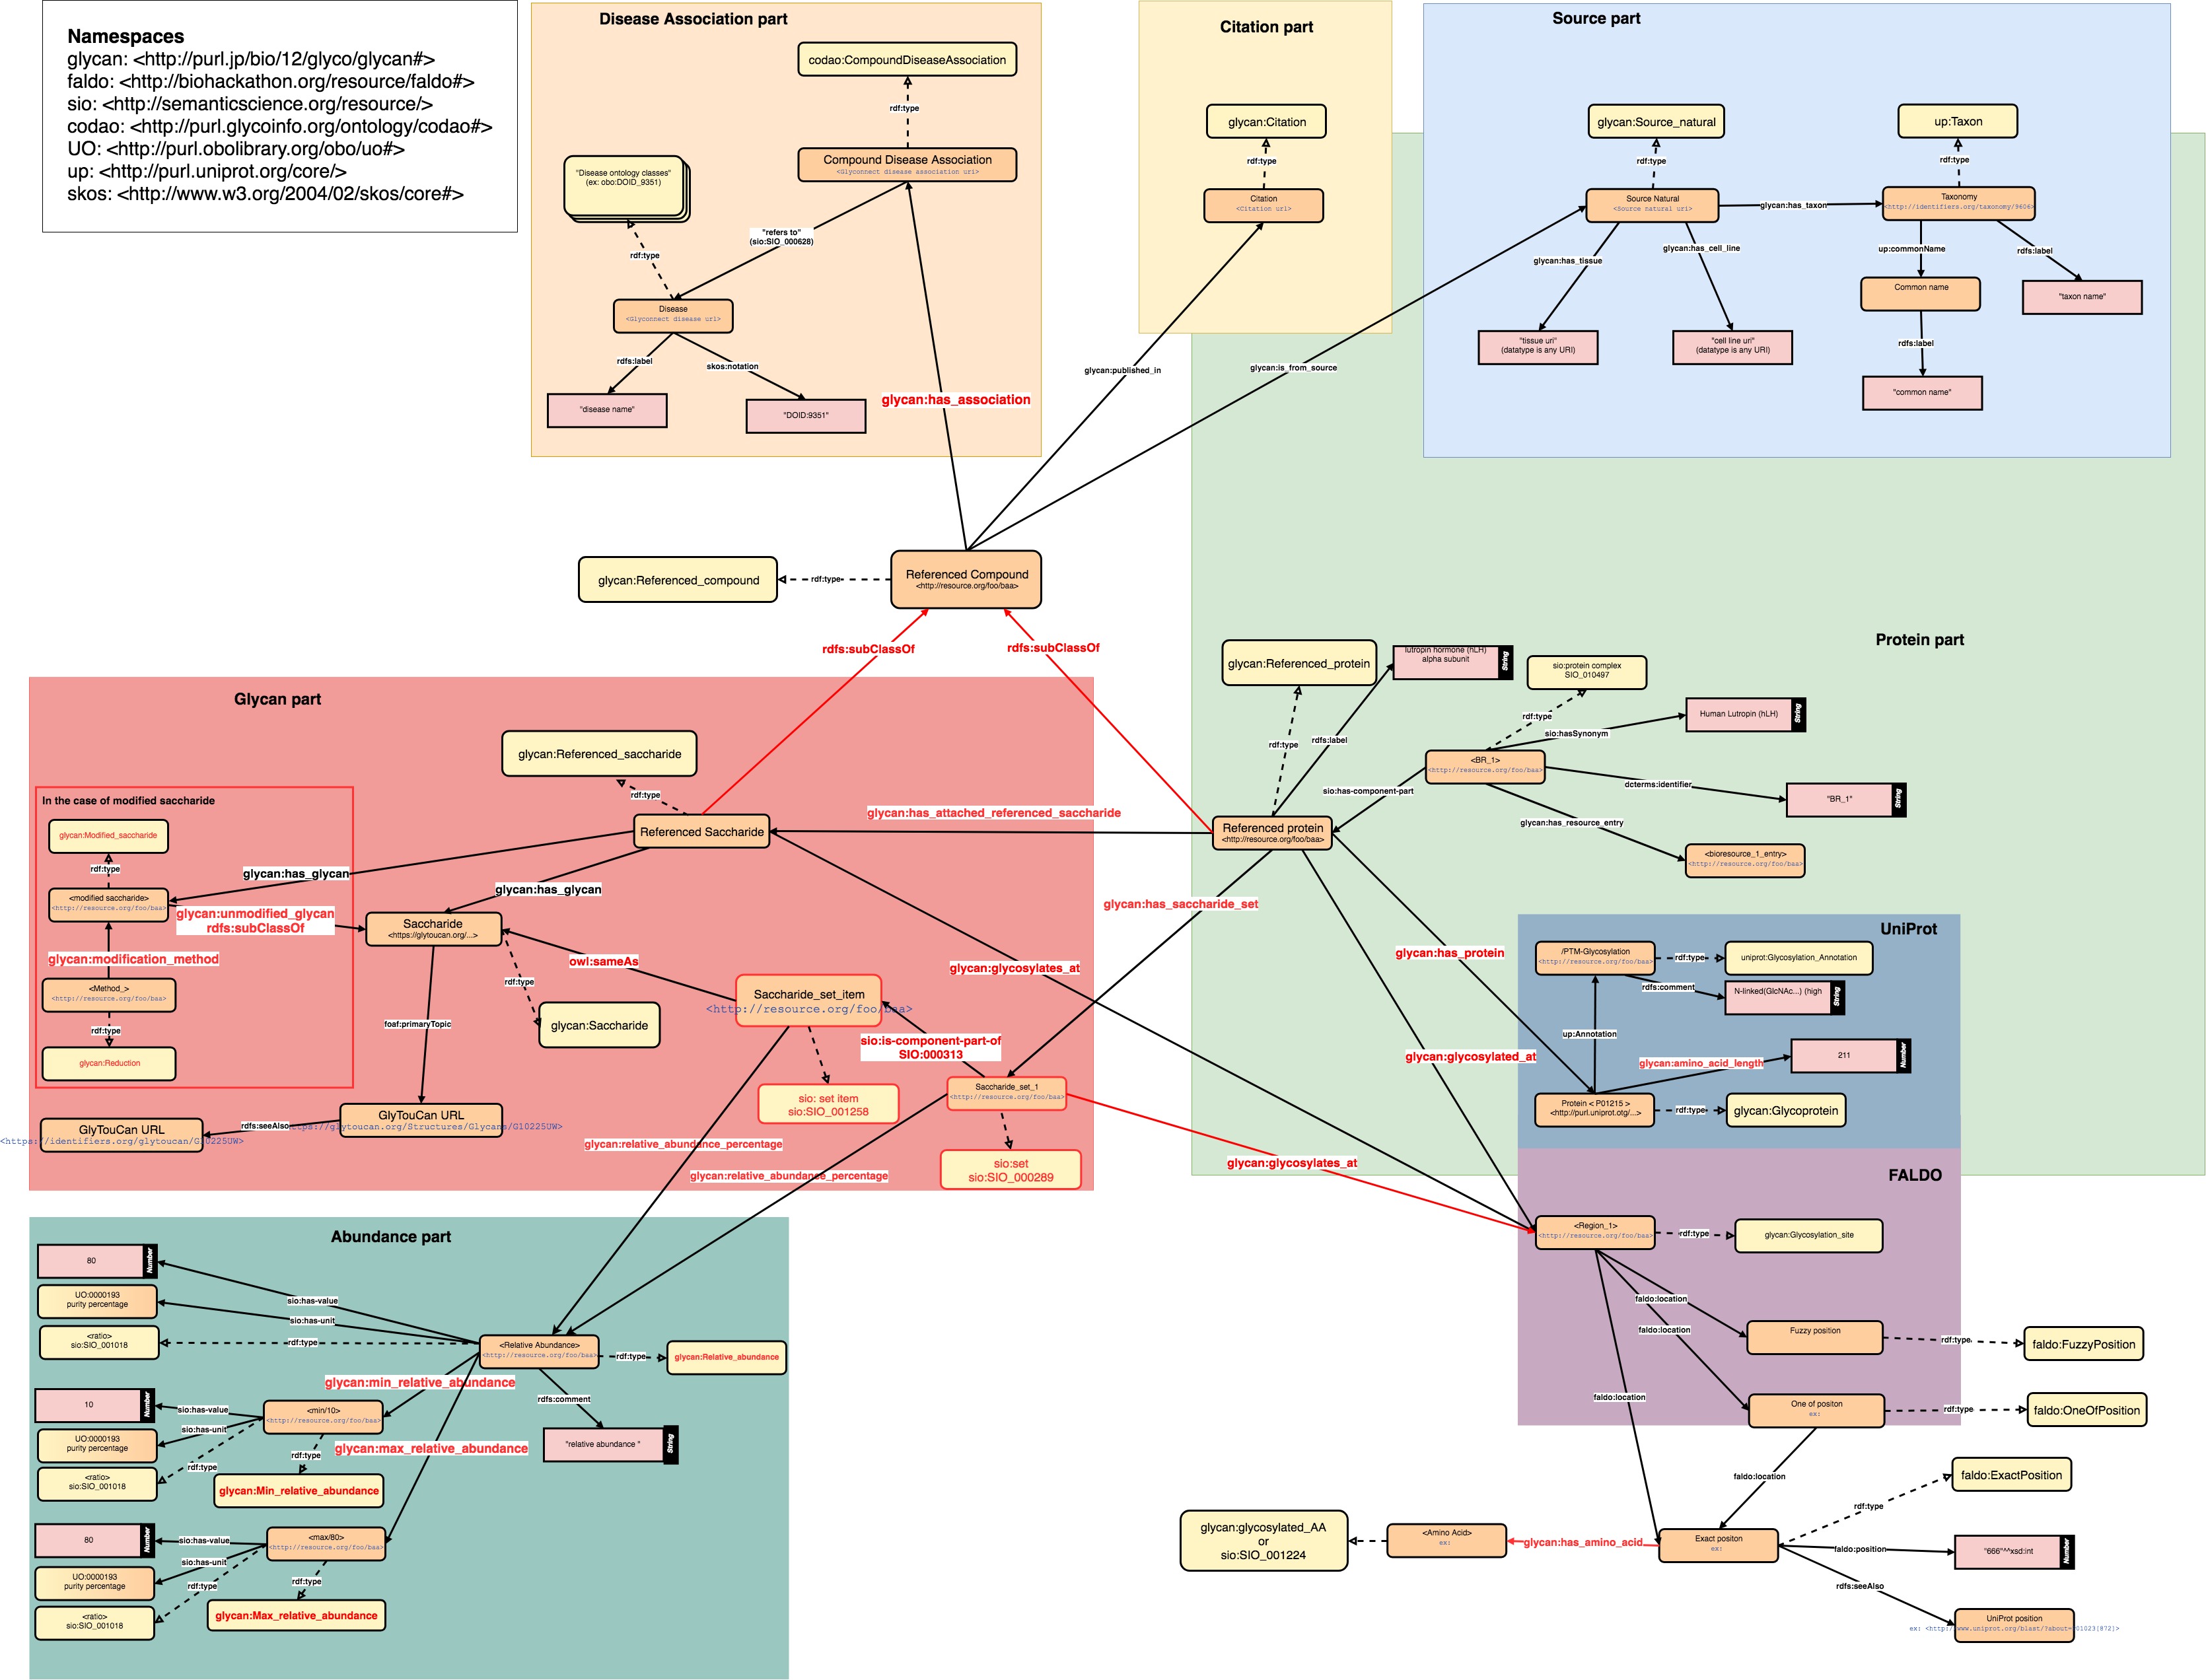 Namespaces
glycan: <http://purl.jp/bio/12/glyco/glycan#>
faldo: <http://biohackathon.org/resource/faldo#>
sio: <http://semanticscience.org/resource/>
codao: <http://purl.glycoinfo.org/ontology/codao#>
UO: <http://purl.obolibrary.org/obo/uo#>
up: <http://purl.uniprot.org/core/>
skos: <http://www.w3.org/2004/02/skos/core#>
Disease Association part
codao:CompoundDiseaseAssociation
rdf:type
Compound Disease Association
<Glyconnect disease association uri>
"Disease ontology classes"
(ex: obo:DOID_9351)
"refers to"
(sio:SIO_000628)
rdf:type
Disease
<Glyconnect disease uri>
rdfs:label
skos:notation
"disease name"
"DOID:9351"
glycan:has_association
Citation part
glycan:Citation
rdf:type
Citation
<Citation uri>
glycan:published_in
glycan:is_from_source
Source part
glycan:Source_natural
up:Taxon
rdf:type
rdf:type
Source Natural
<Source natural uri>
glycan:has_taxon
Taxonomy
<http://identifiers.org/taxonomy/9606>
glycan:has_tissue
glycan:has_cell_line
up:commonName
rdfs:label
Common name
"taxon name"
"tissue uri"
(datatype is any URI)
"cell line uri"
(datatype is any URI)
rdfs:label
"common name"
glycan:Referenced_compound
rdf:type
Referenced Compound
<http://resource.org/foo/baa>
rdfs:subClassOf
rdfs:subClassOf
Protein part
glycan:Referenced_protein
lutropin hormone (hLH)
alpha subunit
String
sio:protein complex
SIO_010497
rdf:type
rdfs:label
rdf:type
sio:hasSynonym
Human Lutropin (hLH)
String
<BR_1>
<http://resource.org/foo/baa>
sio:has-component-part
dcterms:identifier
"BR_1"
String
glycan:has_resource_entry
<bioresource_1_entry>
<http://resource.org/foo/baa>
Referenced protein
<http://resource.org/foo/baa>
glycan:has_attached_referenced_saccharide
glycan:has_saccharide_set
glycan:has_protein
glycan:glycosylated_at
glycan:glycosylates_at
glycan:glycosylates_at
Glycan part
glycan:Referenced_saccharide
rdf:type
Referenced Saccharide
In the case of modified saccharide
glycan:Modified_saccharide
rdf:type
<modified saccharide>
<http://resource.org/foo/baa>
glycan:has_glycan
glycan:has_glycan
glycan:unmodified_glycan
rdfs:subClassOf
glycan:modification_method
<Method_>
<http://resource.org/foo/baa>
rdf:type
glycan:Reduction
Saccharide
<https://glytoucan.org/...>
owl:sameAs
rdf:type
glycan:Saccharide
foaf:primaryTopic
Saccharide_set_item
<http://resource.org/foo/baa>
sio:is-component-part-of
SIO:000313
sio: set item
sio:SIO_001258
Saccharide_set_1
<http://resource.org/foo/baa>
sio:set
sio:SIO_000289
GlyTouCan URL
https://glytoucan.org/Structures/Glycans/G10225UW>
rdfs:seeAlso
GlyTouCan URL
<https://identifiers.org/glytoucan/G10225UW>
glycan:relative_abundance_percentage
glycan:relative_abundance_percentage
UniProt
/PTM-Glycosylation
<http://resource.org/foo/baa>
rdf:type
uniprot:Glycosylation_Annotation
rdfs:comment
N-linked(GlcNAc...) (high
String
up:Annotation
glycan:amino_acid_length
211
Number
Protein < P01215 >
<http://purl.uniprot.otg/...>
rdf:type
glycan:Glycoprotein
FALDO
<Region_1>
<http://resource.org/foo/baa>
rdf:type
glycan:Glycosylation_site
faldo:location
faldo:location
faldo:location
Fuzzy position
rdf:type
faldo:FuzzyPosition
One of positon
ex:
rdf:type
faldo:OneOfPosition
faldo:location
faldo:ExactPosition
rdf:type
Exact positon
ex:
glycan:has_amino_acid
<Amino Acid>
ex:
glycan:glycosylated_AA
or
sio:SIO_001224
faldo:position
"666"^^xsd:int
Number
rdfs:seeAlso
UniProt position
Abundance part
80
Number
UO:0000193
purity percentage
<ratio>
sio:SIO_001018
sio:has-value
sio:has-unit
rdf:type
<Relative Abundance>
<http://resource.org/foo/baa>
rdf:type
glycan:Relative_abundance
glycan:min_relative_abundance
rdfs:comment
"relative abundance "
String
10
Number
UO:0000193
purity percentage
<ratio>
sio:SIO_001018
sio:has-value
sio:has-unit
rdf:type
<min/10>
<http://resource.org/foo/baa>
rdf:type
glycan:Min_relative_abundance
glycan:max_relative_abundance
80
Number
UO:0000193
purity percentage
<ratio>
sio:SIO_001018
sio:has-value
sio:has-unit
rdf:type
<max/80>
<http://resource.org/foo/baa>
rdf:type
glycan:Max_relative_abundance